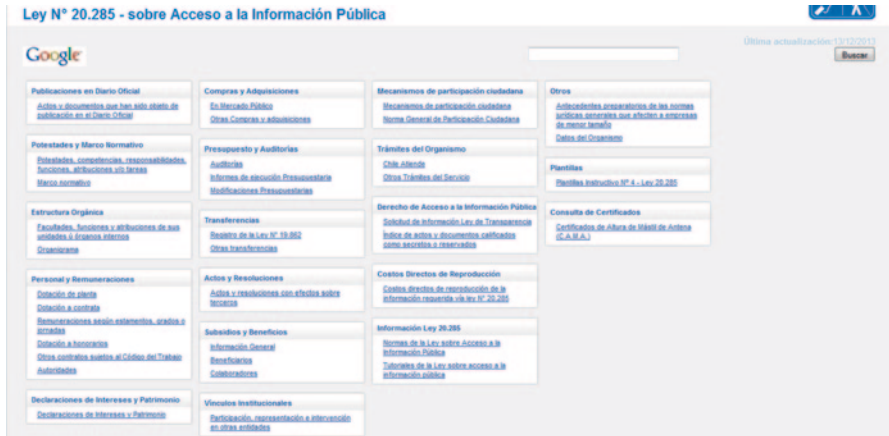 Ley N° 20.285 - sobre Acceso a la Información Pública
Última actualización:13/12/2013
Google
Buscar
Publicaciones en Diario Oficial
Actos y documentos que han sido objeto de
publicación en el Diario Oficial
Potestades y Marco Normativo
Potestades, competencias, responsabilidades,
funciones, atribuciones y/o tareas
Marco normativo
Estructura Orgánica
Facultades, funciones y atribuciones de sus
unidades ú órganos internos
Organigrama
Personal y Remuneraciones
Dotación de planta
Dotación a contrata
Remuneraciones según estamentos, grados o
jornadas
Dotación a honorarios
Otros contratos sujetos al Código del Trabajo
Autoridades
Declaraciones de Intereses y Patrimonio
Declaraciones de Intereses y Patrimonio
Compras y Adquisiciones
En Mercado Público
Otras Compras y adquisiciones
Presupuesto y Auditorías
Auditorías
Informes de ejecución Presupuestaria
Modificaciones Presupuestarias
Transferencias
Registro de la Ley N° 19.862
Otras transferencias
Actos y Resoluciones
Actos y resoluciones con efectos sobre
terceros
Subsidios y Beneficios
Información General
Beneficiarios
Colaboradores
Vínculos Institucionales
Participación, representación e intervención
en otras entidades
Mecanismos de participación ciudadana
Mecanismos de participación ciudadana
Norma General de Participación Ciudadana
Trámites del Organismo
Chile Atiende
Otros Trámites del Servicio
Derecho de Acceso a la Información Pública
Solicitud de Información Ley de Transparencia
Índice de actos y documentos calificados
como secretos o reservados
Costos Directos de Reproducción
Costos directos de reproducción de la
información requerida vía ley N° 20.285
Información Ley 20.285
Normas de la Ley sobre Acceso a la
Información Pública
Tutoriales de la Ley sobre acceso a la
información pública
Otros
Antecedentes preparatorios de las normas
jurídicas generales que afecten a empresas
de menor tamaño
Datos del Organismo
Plantillas
Plantillas Instructivo N° 4 – Ley 20.285
Consulta de Certificados
Certificados de Altura de Mástil de Antena
(C.A.M.A.)